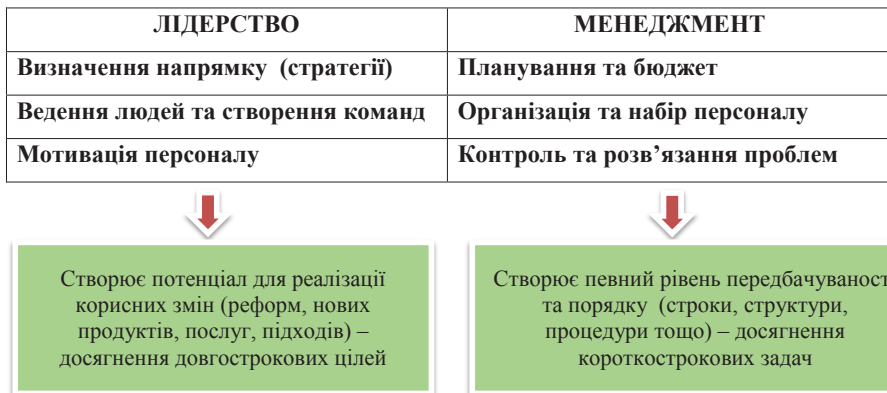 ЛІДЕРСТВО
МЕНЕДЖМЕНТ
Визначення напрямку (стратегії)
Планування та бюджет
Ведення людей та створення команд
Організація та набір персоналу
Мотивація персоналу
Контроль та розв’язання проблем
Створює потенціал для реалізації
корисних змін (реформ, нових
продуктів, послуг, підходів) –
досягнення довгострокових цілей
Створює певний рівень передбачуваност
та порядку (строки, структури,
процедури тощо) – досягнення
короткострокових задач